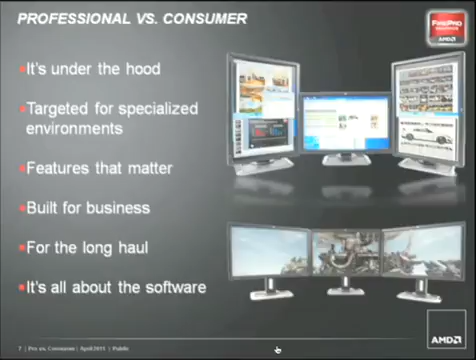 PROFESSIONAL VS. CONSUMER
FirePro
AMD
It's under the hood
Targeted for specialized
environments
Features that matter
Built for business
For the long haul
It's all about the software
7 | Pro vs. Consumer | April 2011 | Public
AMD